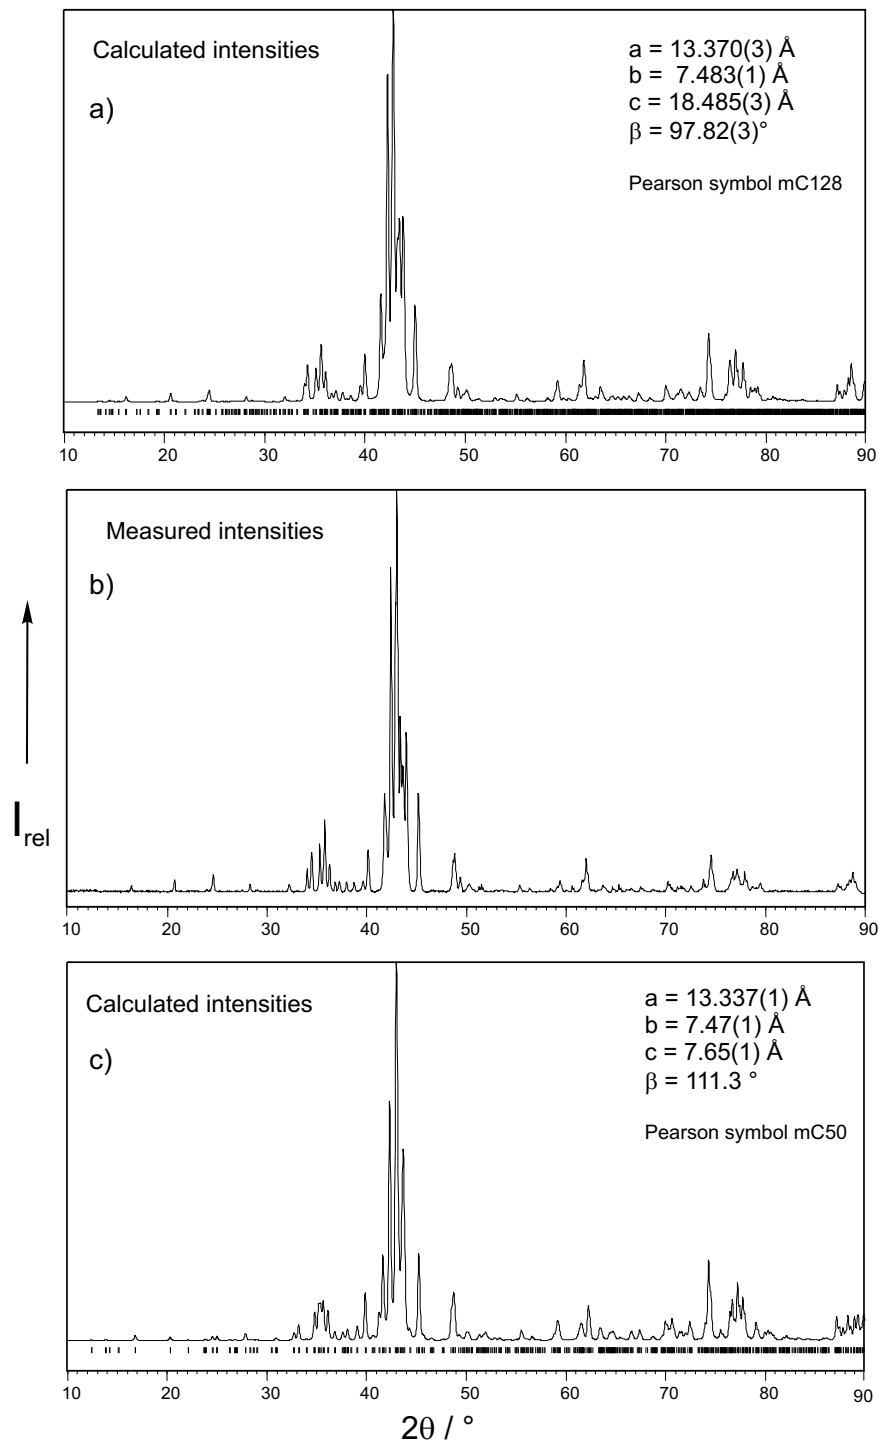 Calculated intensities
a)
a = 13.370(3) Å
b = 7.483(1) Å
c = 18.485(3) Å
β = 97.82(3)°
Pearson symbol mC128
10 20 30 40 50 60 70 80 90
Measured intensities
b)
I rel
10 20 30 40 50 60 70 80 90
Calculated intensities
c)
a = 13.337(1) Å
b = 7.47(1) Å
c = 7.65(1) Å
β = 111.3 °
Pearson symbol mC50
10 20 30 40 50 60 70 80 90
2θ / °